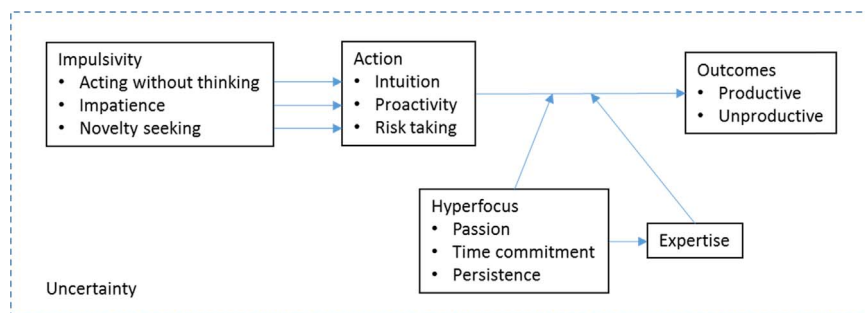 Impulsivity
• Acting without thinking
• Impatience
• Novelty seeking
Action
• Intuition
• Proactivity
• Risk taking
Outcomes
• Productive
• Unproductive
Hyperfocus
• Passion
• Time commitment
• Persistence
Expertise
Uncertainty